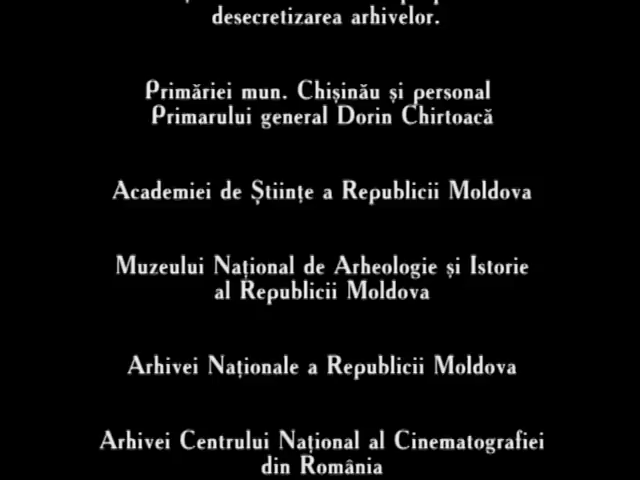 desecretizarea arhivelor.
Primăriei mun. Chișinău și personal
Primarului general Dorin Chirtoacă
Academiei de Științe a Republicii Moldova
Muzeului Național de Arheologie și Istorie
al Republicii Moldova
Arhivei Naționale a Republicii Moldova
Arhivei Centrului Național al Cinematografiei
din România